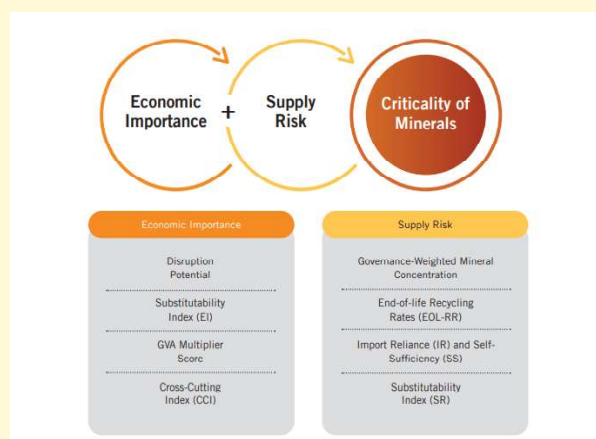 Economic
Importance
+
Supply
Risk
Criticality of
Minerals
Economic Importance
Disruption
Potential
Substitutability
Index (EI)
GVA Multiplier
Score
Cross-Cutting
Index (CCI)
Supply Risk
Governance-Weighted Mineral
Concentration
End-of-life Recycling
Rates (EOL-RR)
Import Reliance (IR) and Self-
Sufficiency (SS)
Substitutability
Index (SR)